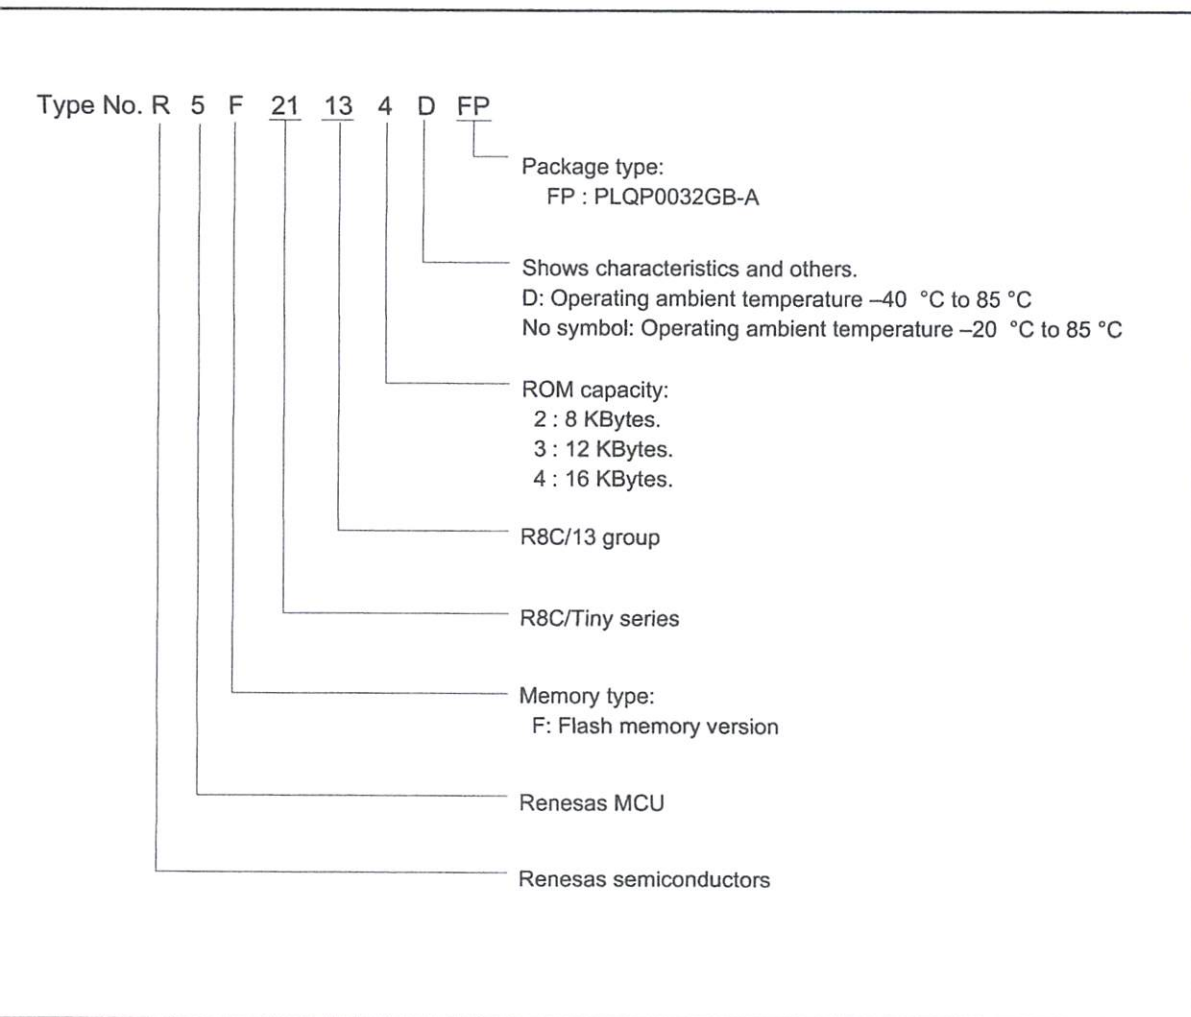 Type No. R 5 F 21 13 4 D FP
Package type:
FP : PLQP0032GB-A
Shows characteristics and others.
D: Operating ambient temperature –40 °C to 85 °C
No symbol: Operating ambient temperature –20 °C to 85 °C
ROM capacity:
2 : 8 KBytes.
3 : 12 KBytes.
4 : 16 KBytes.
R8C/13 group
R8C/Tiny series
Memory type:
F: Flash memory version
Renesas MCU
Renesas semiconductors